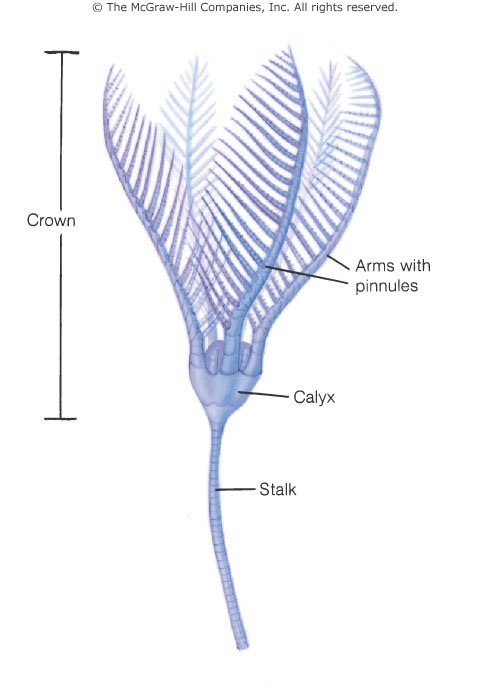 © The McGraw-Hill Companies, Inc. All rights reserved.
Crown
Arms with
pinnules
Calyx
Stalk